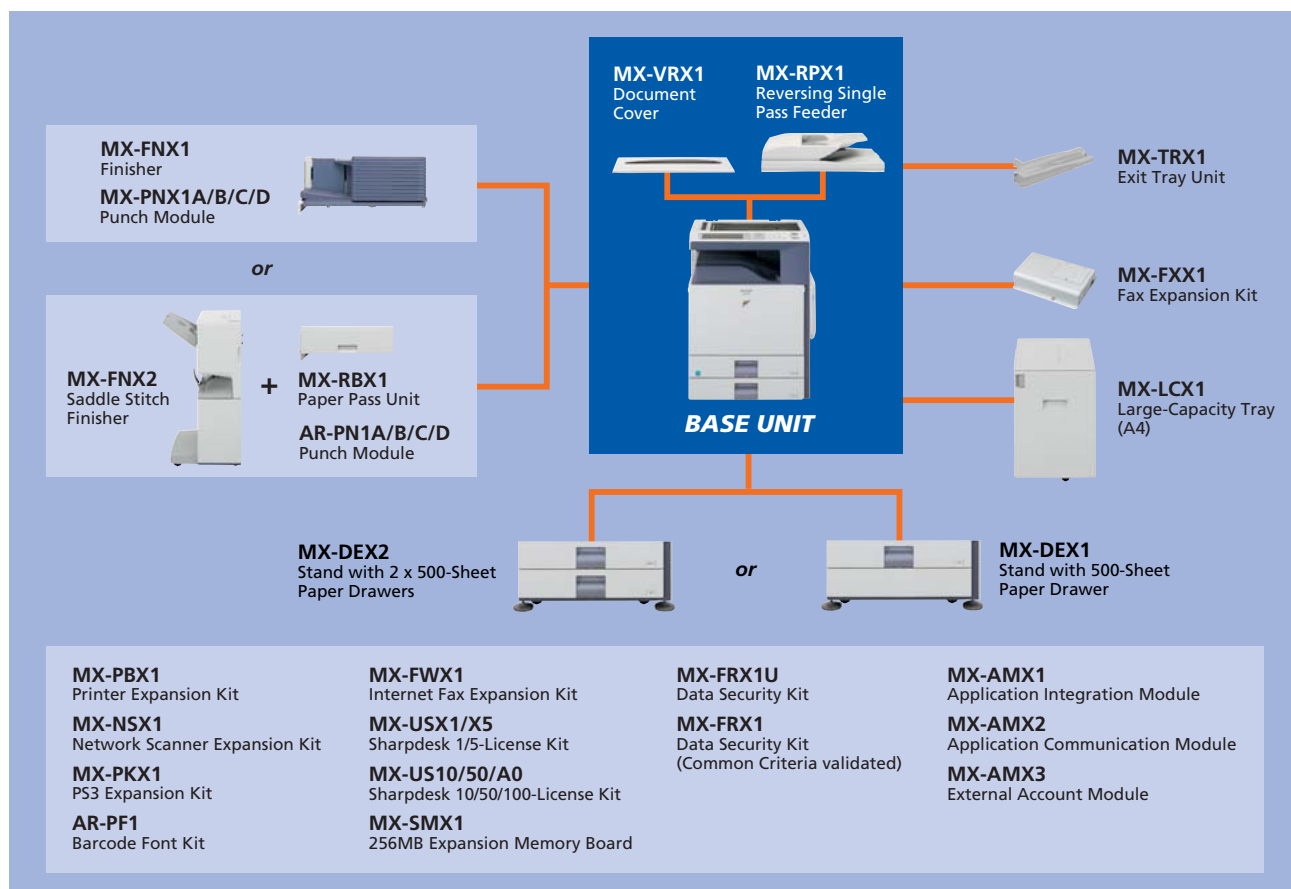 MX-VRX1
Document
Cover
MX-RPX1
Reversing Single
Pass Feeder
MX-FNX1
Finisher
MX-PNX1A/B/C/D
Punch Module
or
MX-FNX2
Saddle Stitch
Finisher
+
MX-RBX1
Paper Pass Unit
AR-PN1A/B/C/D
Punch Module
BASE UNIT
MX-TRX1
Exit Tray Unit
MX-FXX1
Fax Expansion Kit
MX-LCX1
Large-Capacity Tray
(A4)
MX-DEX2
Stand with 2 x 500-Sheet
Paper Drawers
or
MX-DEX1
Stand with 500-Sheet
Paper Drawer
MX-PBX1
Printer Expansion Kit
MX-NSX1
Network Scanner Expansion Kit
MX-PKX1
PS3 Expansion Kit
AR-PF1
Barcode Font Kit
MX-FWX1
Internet Fax Expansion Kit
MX-USX1/X5
Sharpdesk 1/5-License Kit
MX-US10/50/A0
Sharpdesk 10/50/100-License Kit
MX-SMX1
256MB Expansion Memory Board
MX-FRX1U
Data Security Kit
MX-FRX1
Data Security Kit
(Common Criteria validated)
MX-AMX1
Application Integration Module
MX-AMX2
Application Communication Module
MX-AMX3
External Account Module